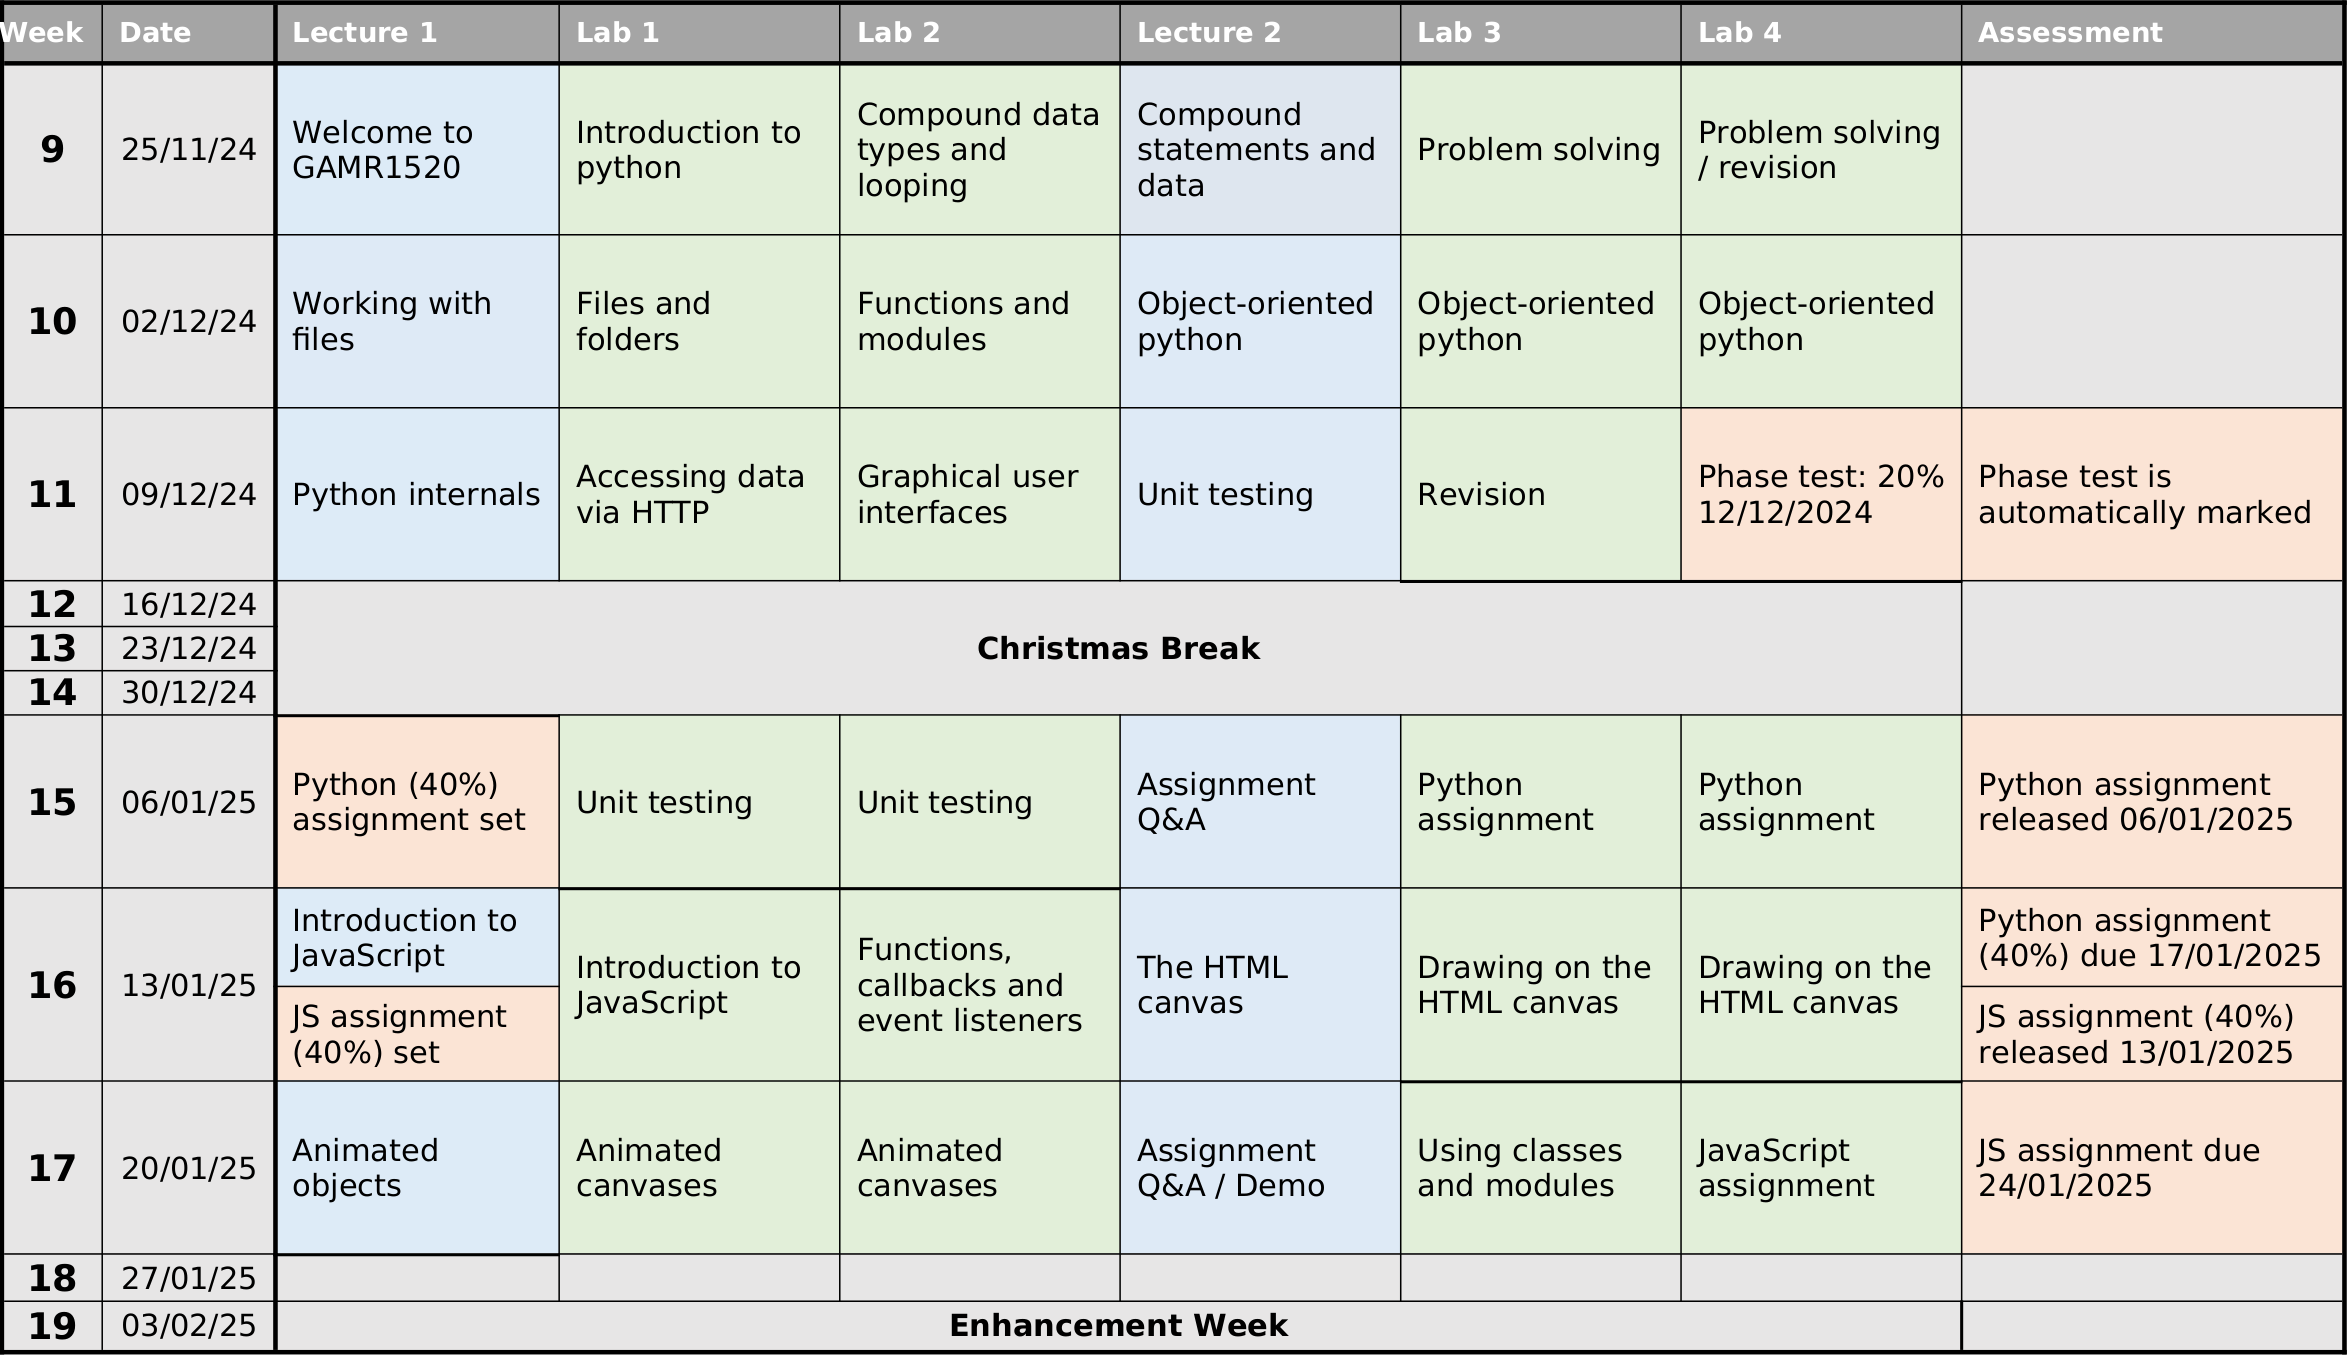 Week Date Lecture 1 Lab 1 Lab 2 Lecture 2 Lab 3 Lab 4 Assessment
9
25/11/24
Welcome to
GAMR1520
Introduction to
python
Compound data
types and
looping
Compound
statements and
data
Problem solving
Problem solving
/ revision
10
02/12/24
Working with
files
Files and
folders
Functions and
modules
Object-oriented
python
Object-oriented
python
Object-oriented
python
11
09/12/24
Python internals
Accessing data
via HTTP
Graphical user
interfaces
Unit testing
Revision
Phase test: 20%
12/12/2024
Phase test is
automatically marked
12 16/12/24
13 23/12/24
14 30/12/24
Christmas Break
15
06/01/25
Python (40%)
assignment set
Unit testing
Unit testing
Assignment
Q&A
Python
assignment
Python
assignment
Python assignment
released 06/01/2025
16
13/01/25
Introduction to
JavaScript
JS assignment
(40%) set
Introduction to
JavaScript
Functions,
callbacks and
event listeners
The HTML
canvas
Drawing on the
HTML canvas
Drawing on the
HTML canvas
Python assignment
(40%) due 17/01/2025
JS assignment (40%)
released 13/01/2025
17
20/01/25
Animated
objects
Animated
canvases
Animated
canvases
Assignment
Q&A / Demo
Using classes
and modules
JavaScript
assignment
JS assignment due
24/01/2025
18 27/01/25
19 03/02/25
Enhancement Week